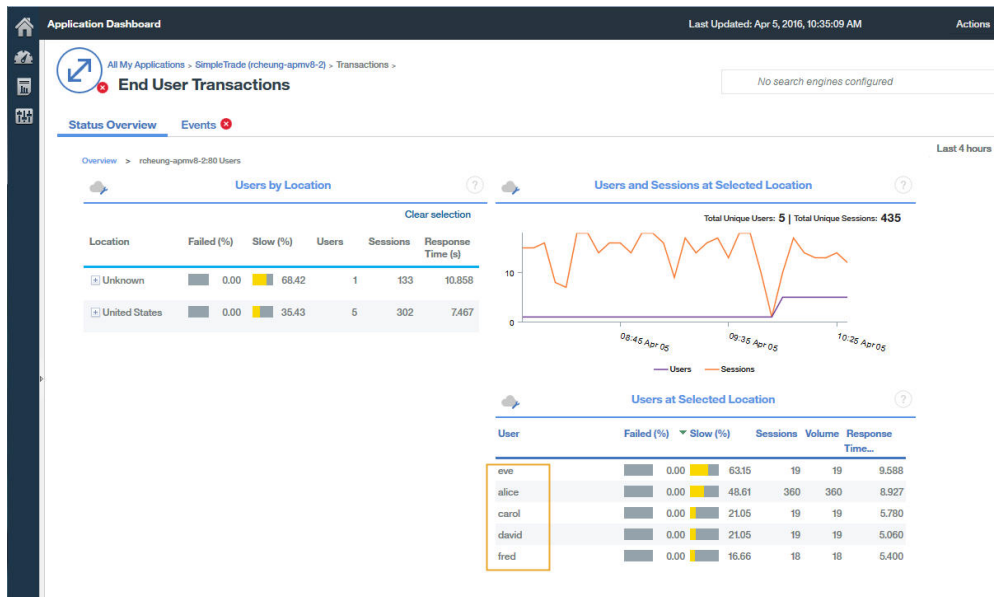 Application Dashboard
Last Updated: Apr 5, 2016, 10:35:09 AM
Actions
All My Applications > SimpleTrade (rcheung-apmv8-2) > Transactions >
End User Transactions
No search engines configured
Status Overview
Events
Last 4 hours
Overview > rcheung-apmv8-2:80 Users
Users by Location
?
Clear selection
Location Failed (%) Slow (%) Users Sessions Response
Time (s)
Unknown 0.00 68.42 1 133 10.858
United States 0.00 35.43 5 302 7.467
Users and Sessions at Selected Location
?
Total Unique Users: 5 | Total Unique Sessions: 435
10
0
08:45 Apr 05
09:35 Apr 05
10:25 Apr 05
Users Sessions
Users at Selected Location
?
User Failed (%) Slow (%) Sessions Volume Response
Time...
eve 0.00 63.15 19 19 9.588
alice 0.00 48.61 360 360 8.927
carol 0.00 21.05 19 19 5.780
david 0.00 21.05 19 19 5.060
fred 0.00 16.66 18 18 5.400